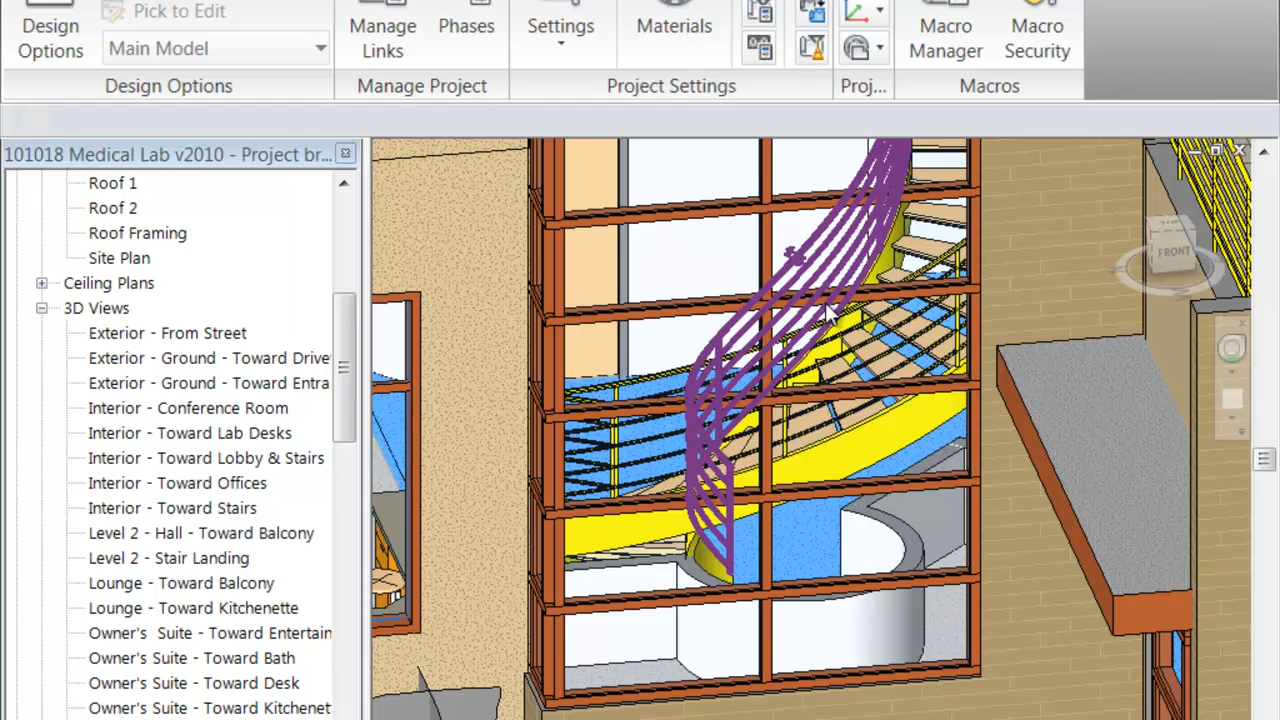 Pick to Edit
Design Options
Main Model
Manage Links
Phases
Settings
Materials
Macro Manager
Macro Security
Design Options
Manage Project
Project Settings
Proj...
Macros
101018 Medical Lab v2010 - Project br...
Roof 1
Roof 2
Roof Framing
Site Plan
Ceiling Plans
3D Views
Exterior - From Street
Exterior - Ground - Toward Drive
Exterior - Ground - Toward Entra
Interior - Conference Room
Interior - Toward Lab Desks
Interior - Toward Lobby & Stairs
Interior - Toward Offices
Interior - Toward Stairs
Level 2 - Hall - Toward Balcony
Level 2 - Stair Landing
Lounge - Toward Balcony
Lounge - Toward Kitchenette
Owner's Suite - Toward Entertain
Owner's Suite - Toward Bath
Owner's Suite - Toward Desk
Owner's Suite - Toward Kitchenet
FRONT